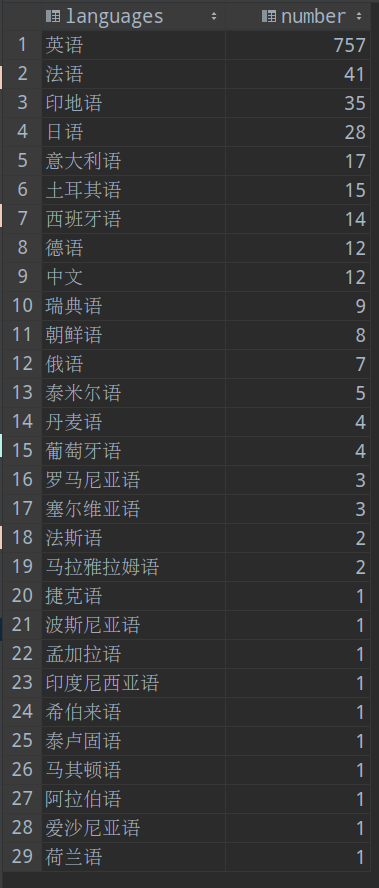 languages number
1 英语 757
2 法语 41
3 印地语 35
4 日语 28
5 意大利语 17
6 土耳其语 15
7 西班牙语 14
8 德语 12
9 中文 12
10 瑞典语 9
11 朝鲜语 8
12 俄语 7
13 泰米尔语 5
14 丹麦语 4
15 葡萄牙语 4
16 罗马尼亚语 3
17 塞尔维亚语 3
18 法斯语 2
19 马拉雅拉姆语 2
20 捷克语 1
21 波斯尼亚语 1
22 孟加拉语 1
23 印度尼西亚语 1
24 希伯来语 1
25 泰卢固语 1
26 马其顿语 1
27 阿拉伯语 1
28 爱沙尼亚语 1
29 荷兰语 1